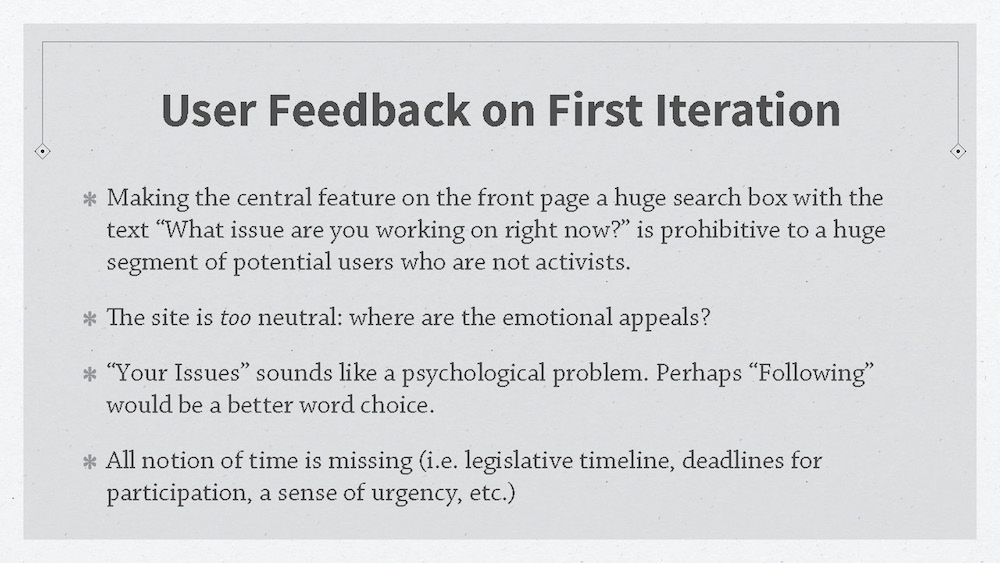 User Feedback on First Iteration
✻ Making the central feature on the front page a huge search box with the
text “What issue are you working on right now?” is prohibitive to a huge
segment of potential users who are not activists.
✻ The site is too neutral: where are the emotional appeals?
✻ “Your Issues” sounds like a psychological problem. Perhaps “Following”
would be a better word choice.
✻ All notion of time is missing (i.e. legislative timeline, deadlines for
participation, a sense of urgency, etc.)